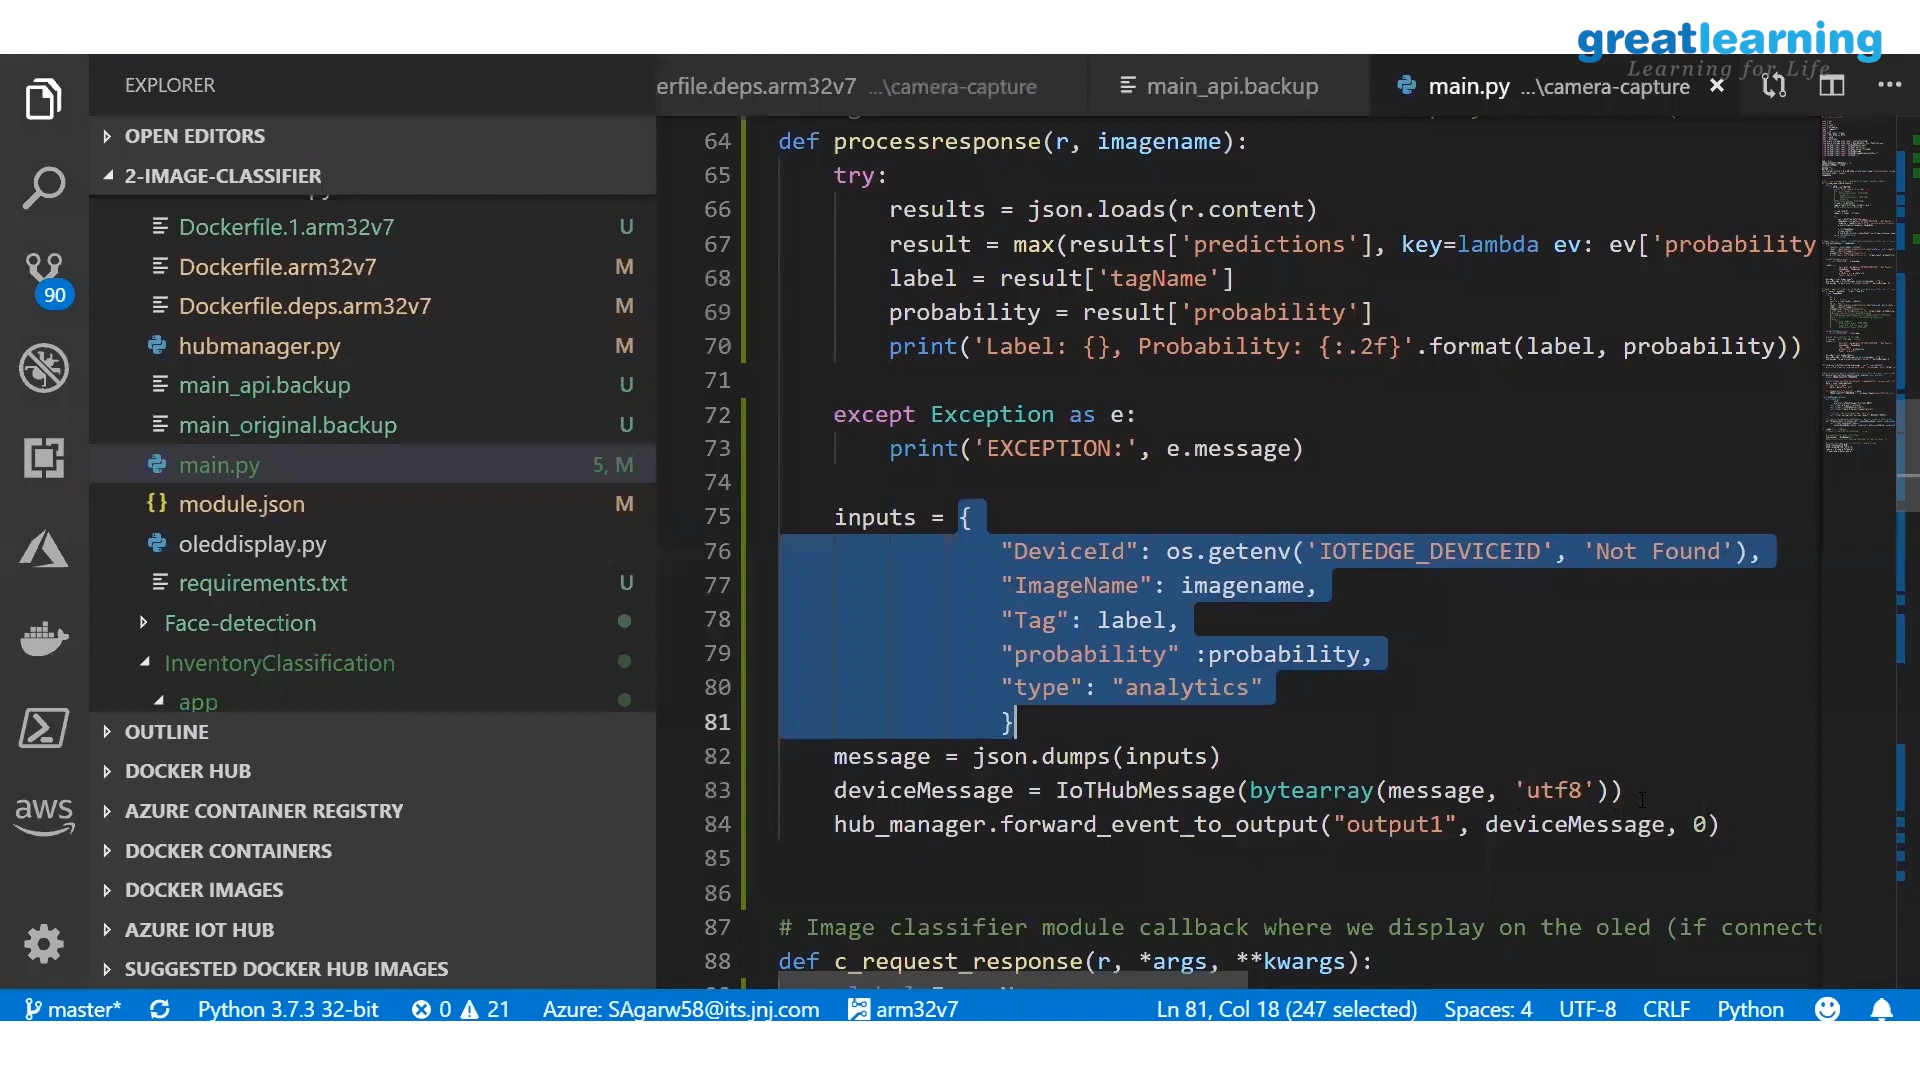 greatlearning
Learning for Life
EXPLORER
erfile.deps.arm32v7 ...\camera-capture
main_api.backup
main.py ...\camera-capture
OPEN EDITORS
2-IMAGE-CLASSIFIER
Dockerfile.1.arm32v7 U
Dockerfile.arm32v7 M
Dockerfile.deps.arm32v7 M
hubmanager.py M
main_api.backup U
main_original.backup U
main.py 5, M
{} module.json M
oleddisplay.py
requirements.txt U
Face-detection
InventoryClassification
app
OUTLINE
DOCKER HUB
AZURE CONTAINER REGISTRY
DOCKER CONTAINERS
DOCKER IMAGES
AZURE IOT HUB
SUGGESTED DOCKER HUB IMAGES
90
aws
64 def processresponse(r, imagename):
65 try:
66 results = json.loads(r.content)
67 result = max(results['predictions'], key=lambda ev: ev['probability
68 label = result['tagName']
69 probability = result['probability']
70 print('Label: {}, Probability: {:.2f}'.format(label, probability))
71
72 except Exception as e:
73 print('EXCEPTION:', e.message)
74
75 inputs = {
76 "DeviceId": os.getenv('IOTEDGE_DEVICEID', 'Not Found'),
77 "ImageName": imagename,
78 "Tag": label,
79 "probability" :probability,
80 "type": "analytics"
81 }
82 message = json.dumps(inputs)
83 deviceMessage = IoTHubMessage(bytearray(message, 'utf8'))
84 hub_manager.forward_event_to_output("output1", deviceMessage, 0)
85
86
87 # Image classifier module callback where we display on the oled (if connect
88 def c_request_response(r, *args, **kwargs):
master* Python 3.7.3 32-bit 0 21 Azure: SAgarw58@its.jnj.com arm32v7 Ln 81, Col 18 (247 selected) Spaces: 4 UTF-8 CRLF Python